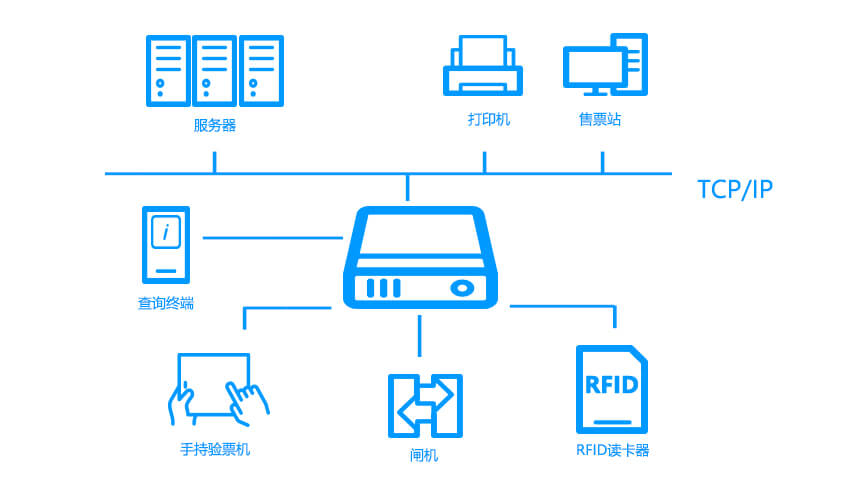 服务器
打印机
售票站
TCP/IP
i
查询终端
RFID
手持验票机
闸机
RFID读卡器